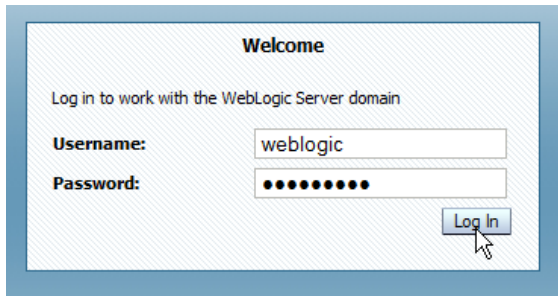 Welcome
Log in to work with the WebLogic Server domain
Username: weblogic
Password: ●●●●●●●●●
Log In